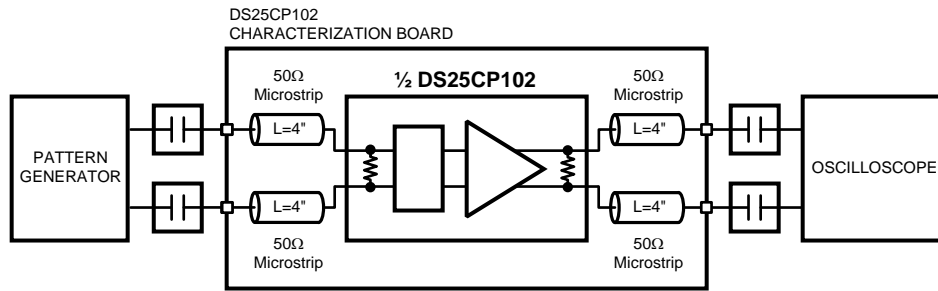 DS25CP102
CHARACTERIZATION BOARD
50Ω
Microstrip
½ DS25CP102
50Ω
Microstrip
L=4"
L=4"
PATTERN
GENERATOR
OSCILLOSCOPE
L=4"
L=4"
50Ω
Microstrip
50Ω
Microstrip